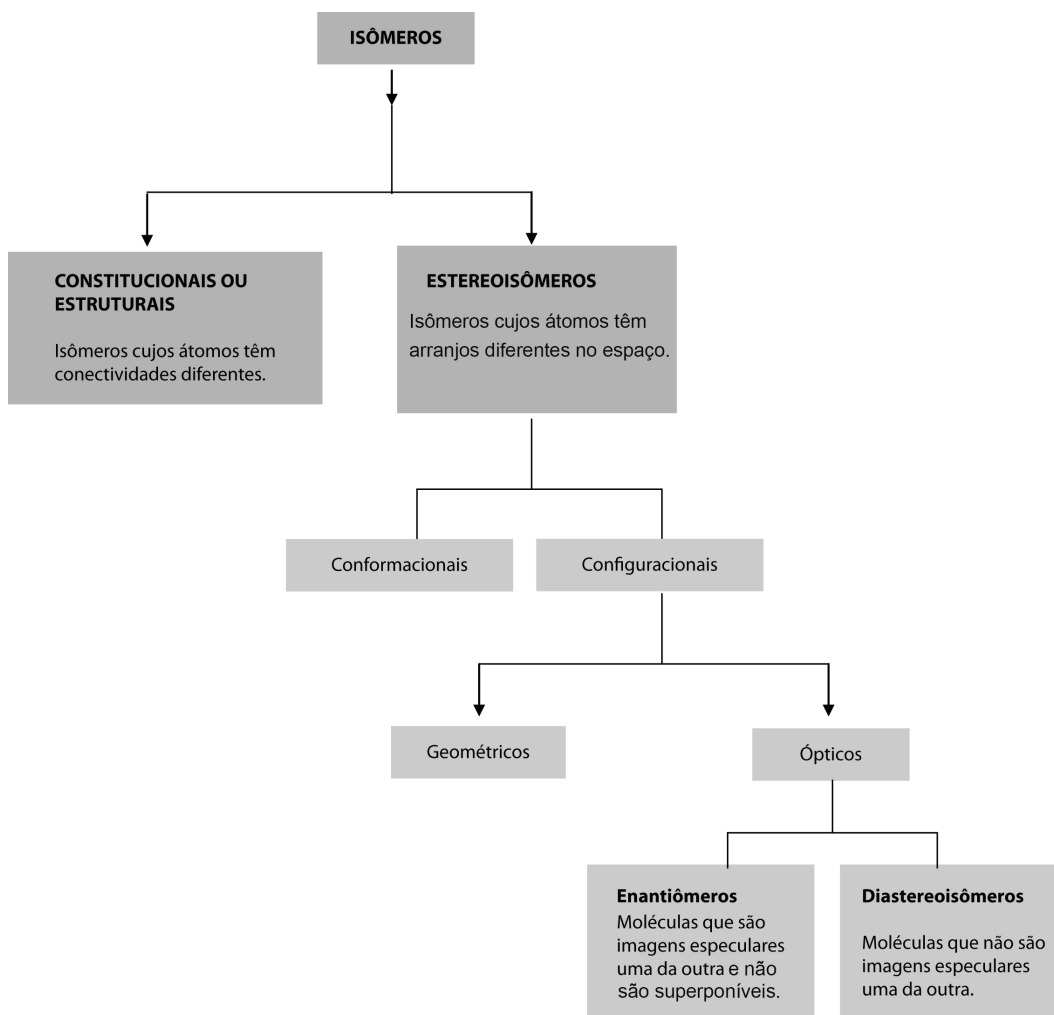 ISÔMEROS
CONSTITUCIONAIS OU
ESTRUTURAIS
Isômeros cujos átomos têm
conectividades diferentes.
ESTEREOISÔMEROS
Isômeros cujos átomos têm
arranjos diferentes no espaço.
Conformacionais
Configuracionais
Geométricos
Ópticos
Enantiômeros
Moléculas que são
imagens especulares
uma da outra e não
são superponíveis.
Diastereoisômeros
Moléculas que não são
imagens especulares
uma da outra.